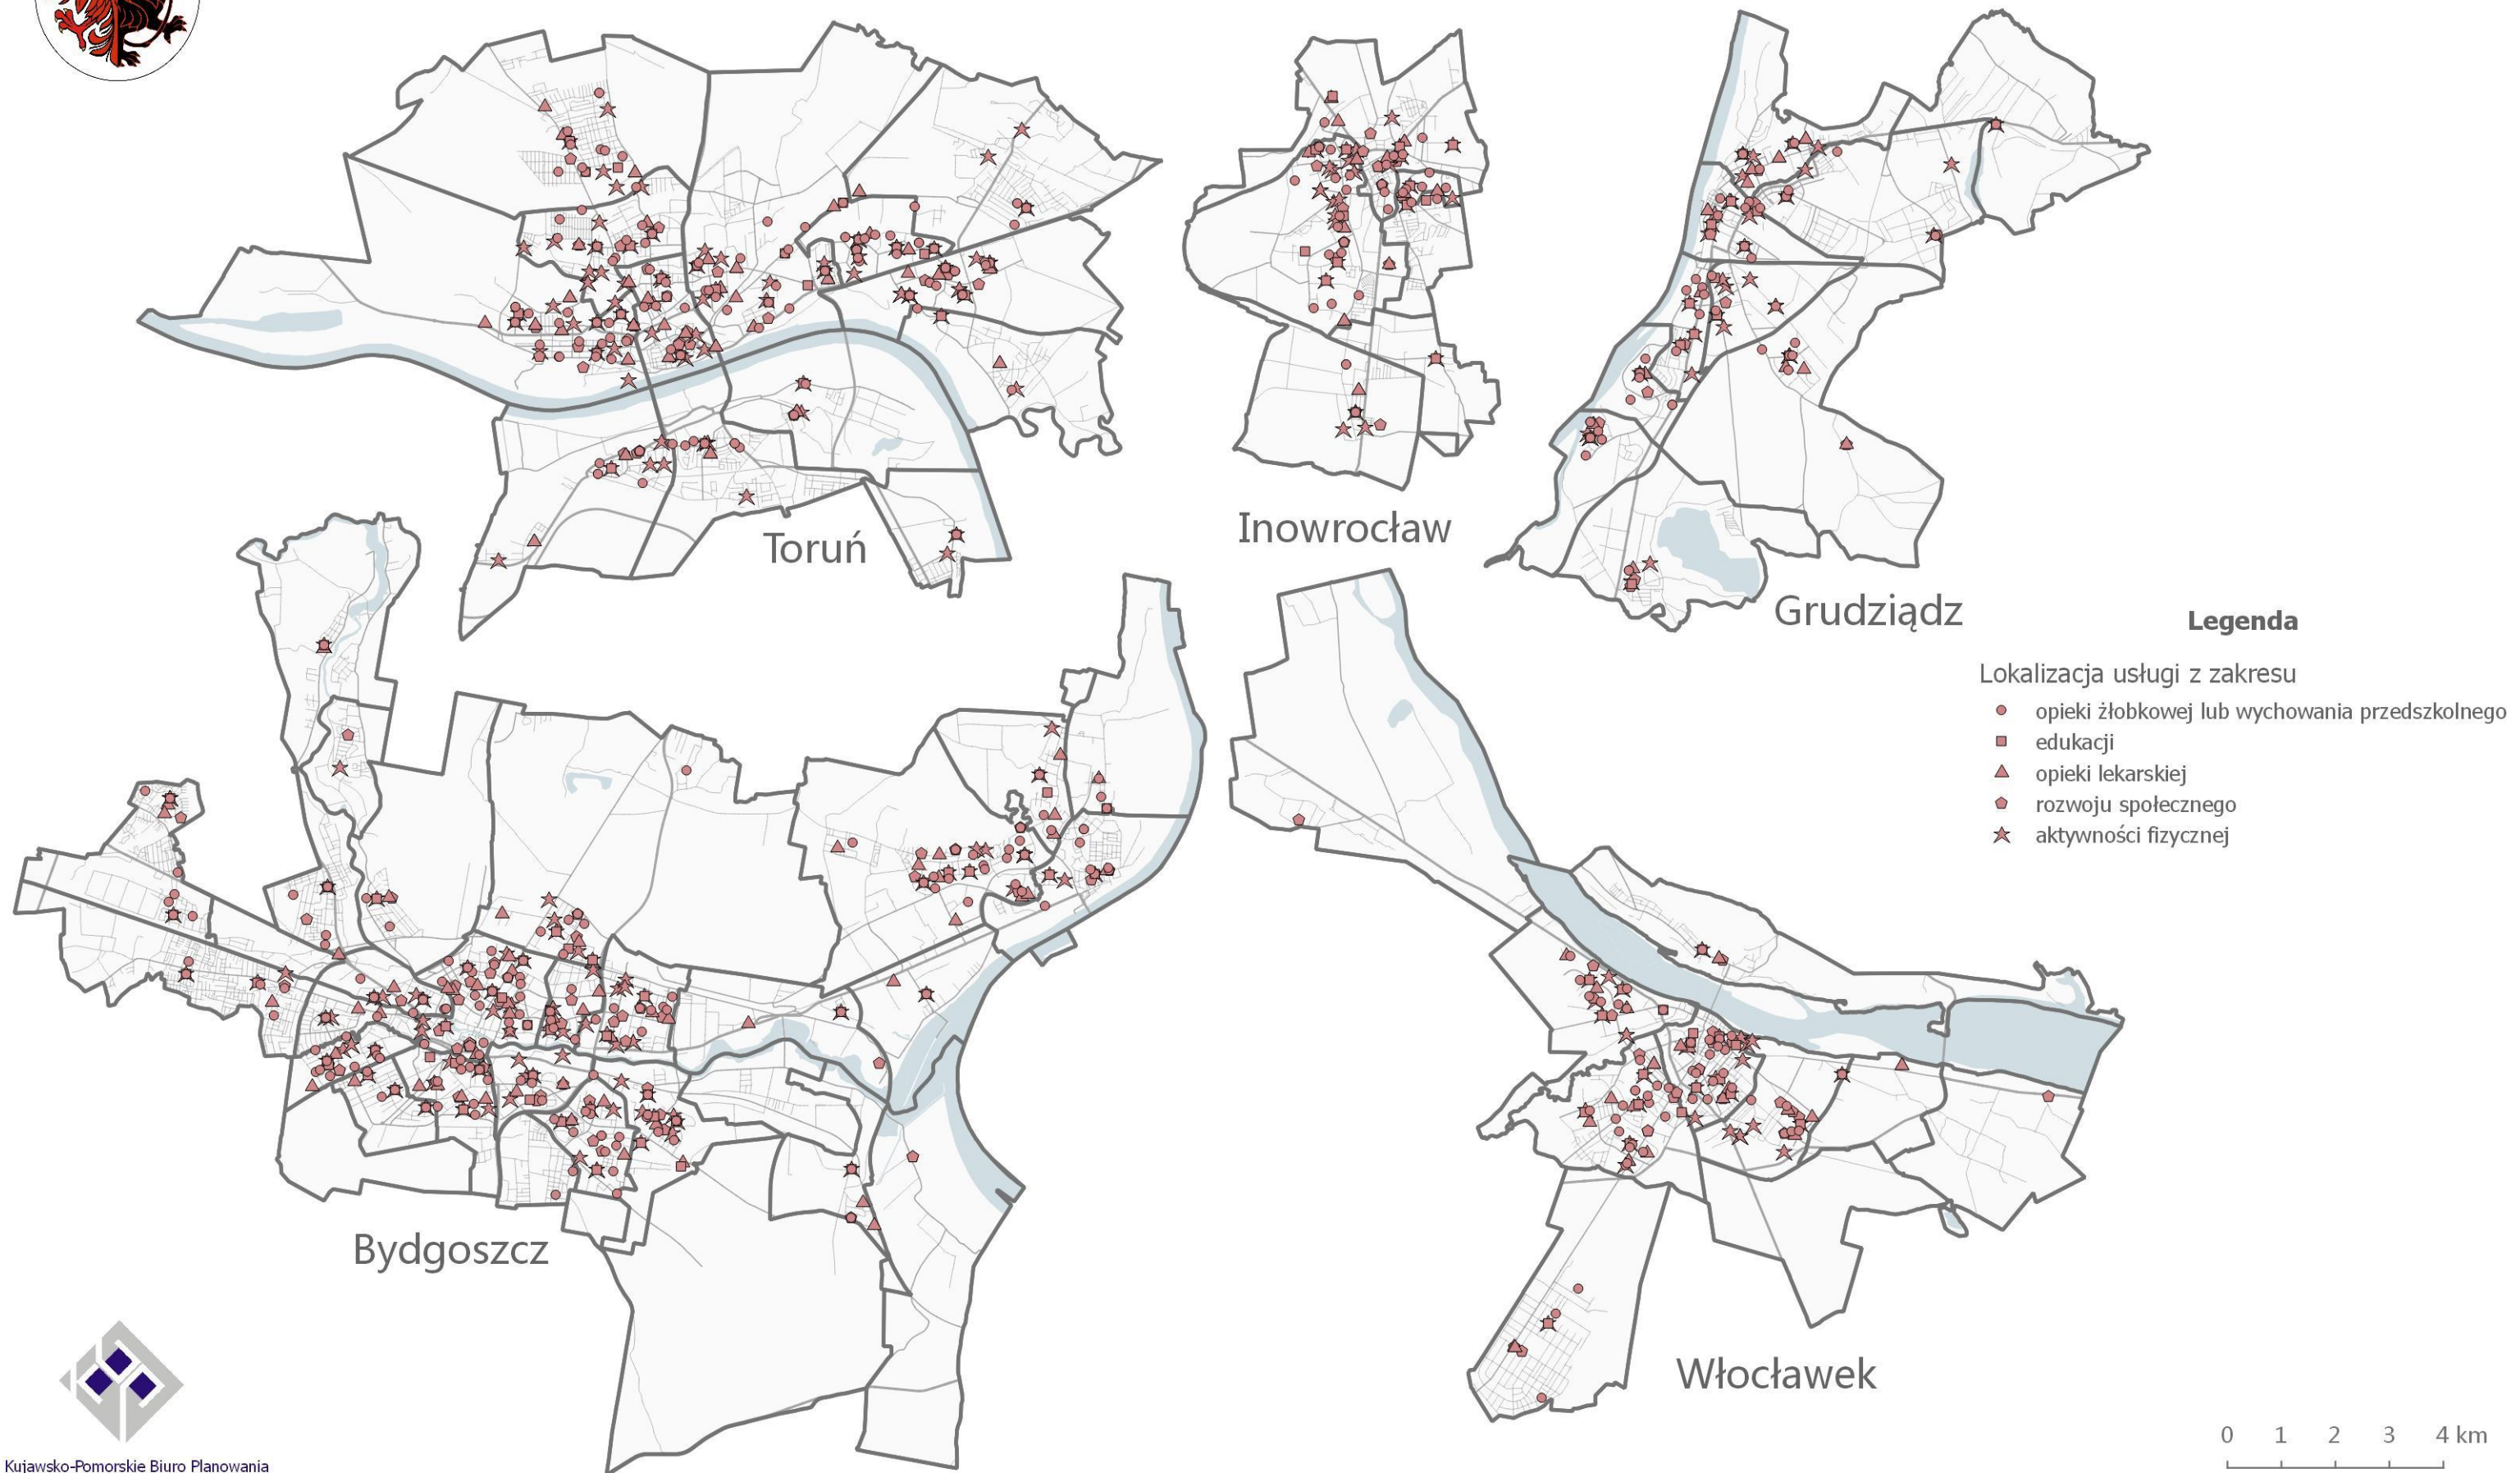 Toruń
Inowrocław
Grudziądz
Legenda
Lokalizacja usługi z zakresu
opieki żłobkowej lub wychowania przedszkolnego
edukacji
opieki lekarskiej
rozwoju społecznego
aktywności fizycznej
Bydgoszcz
Włocławek
0 1 2 3 4 km
Kujawsko-Pomorskie Biuro Planowania